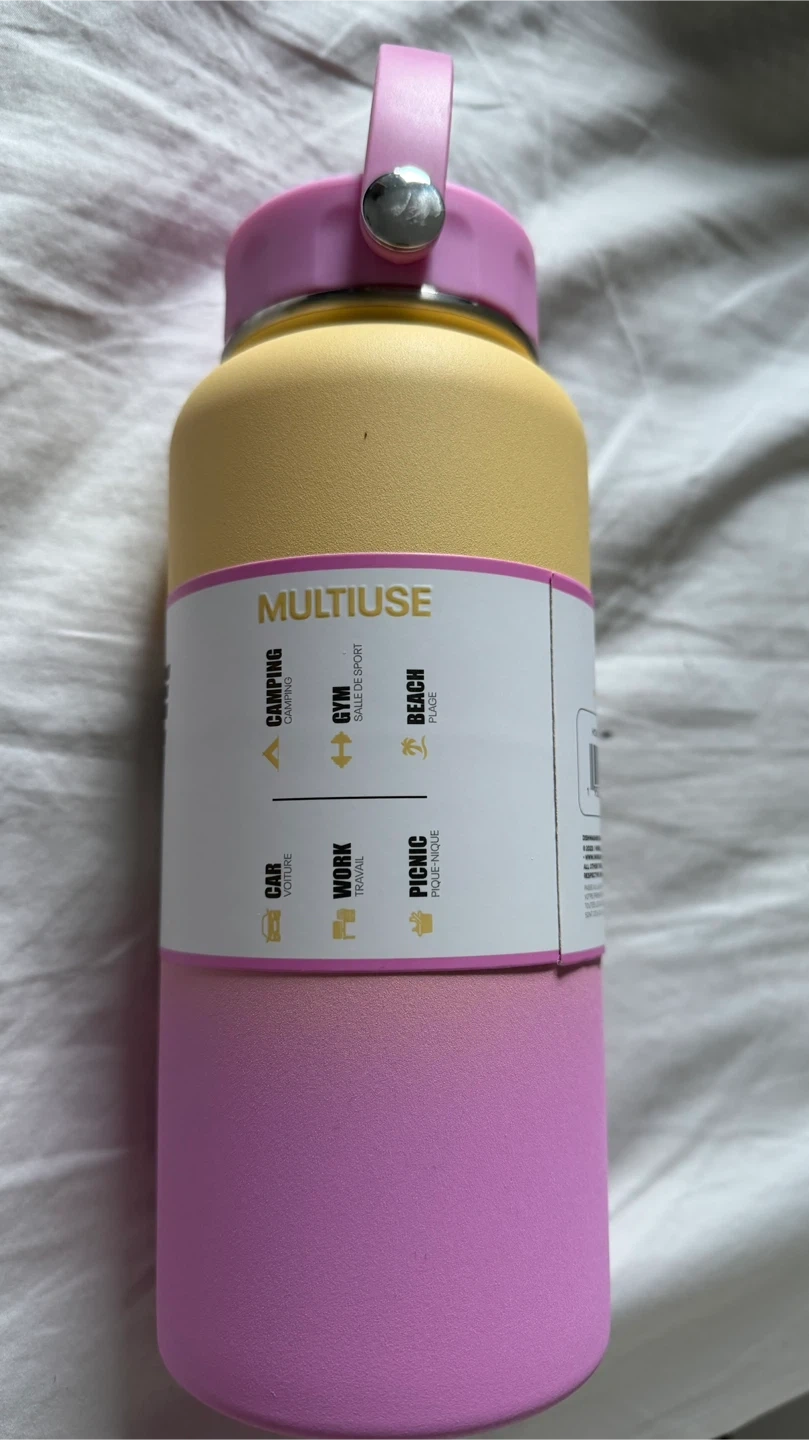 MULTIUSE
CAR
VOITURE
CAMPING
CAMPING
WORK
TRAVAIL
GYM
SALLE DE SPORT
PICNIC
PIQUE-NIQUE
BEACH
PLAGE